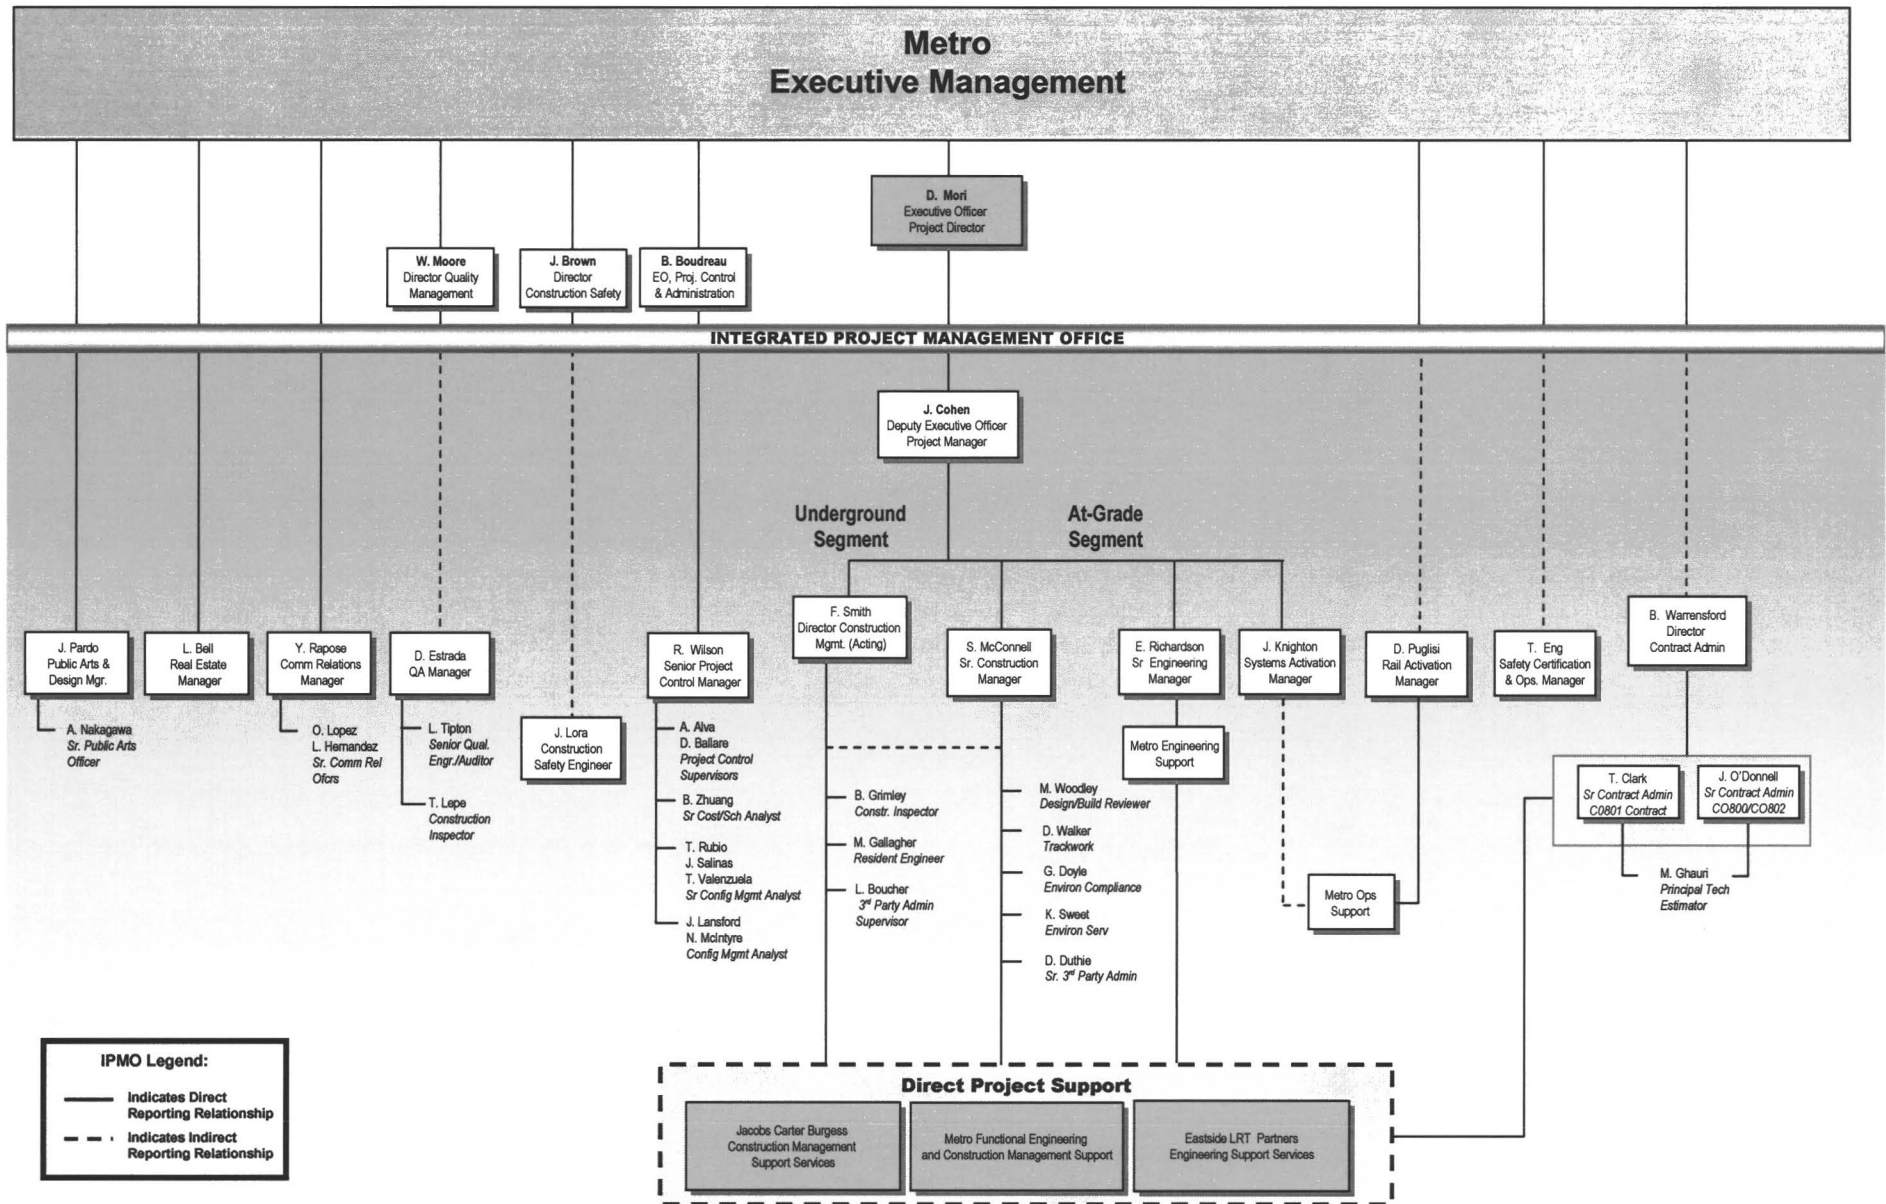 Metro
Executive Management
D. Mori
Executive Officer
Project Director
W. Moore
Director Quality
Management
J. Brown
Director
Construction Safety
B. Boudreau
EO, Proj. Control
& Administration
INTEGRATED PROJECT MANAGEMENT OFFICE
J. Cohen
Deputy Executive Officer
Project Manager
Underground
Segment
At-Grade
Segment
J. Pardo
Public Arts &
Design Mgr.
A. Nakagawa
Sr. Public Arts
Officer
L. Bell
Real Estate
Manager
Y. Rapose
Comm Relations
Manager
O. Lopez
L. Hernandez
Sr. Comm Rel
Ofcrs
D. Estrada
QA Manager
L. Tipton
Senior Qual.
Engr./Auditor
T. Lepe
Construction
Inspector
J. Lora
Construction
Safety Engineer
R. Wilson
Senior Project
Control Manager
A. Alva
D. Ballare
Project Control
Supervisors
B. Zhuang
Sr Cost/Sch Analyst
T. Rubio
J. Salinas
T. Valenzuela
Sr Config Mgmt Analyst
J. Lansford
N. McIntyre
Config Mgmt Analyst
F. Smith
Director Construction
Mgmt. (Acting)
B. Grimley
Constr. Inspector
M. Gallagher
Resident Engineer
L. Boucher
3rd Party Admin
Supervisor
S. McConnell
Sr. Construction
Manager
M. Woodley
Design/Build Reviewer
D. Walker
Trackwork
G. Doyle
Environ Compliance
K. Sweet
Environ Serv
D. Duthie
Sr. 3rd Party Admin
E. Richardson
Sr Engineering
Manager
Metro Engineering
Support
J. Knighton
Systems Activation
Manager
D. Puglisi
Rail Activation
Manager
Metro Ops
Support
T. Eng
Safety Certification
& Ops. Manager
B. Warrensford
Director
Contract Admin
T. Clark
Sr Contract Admin
C0801 Contract
J. O'Donnell
Sr Contract Admin
CO800/CO802
M. Ghauri
Principal Tech
Estimator
IPMO Legend:
Indicates Direct
Reporting Relationship
Indicates Indirect
Reporting Relationship
Direct Project Support
Jacobs Carter Burgess
Construction Management
Support Services
Metro Functional Engineering
and Construction Management Support
Eastside LRT Partners
Engineering Support Services